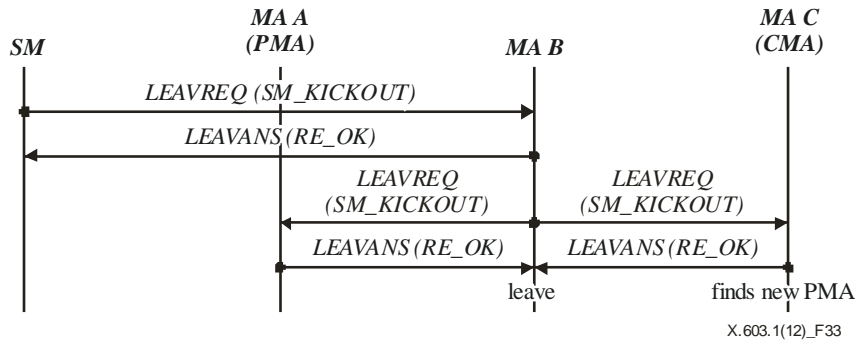 MA A
MA C
SM
(PMA)
MA B
(CMA)
LEAVREQ (SM_KICKOUT)
LEAVANS (RE_OK)
LEAVREQ
LEAVREQ
(SM_KICKOUT)
(SM_KICKOUT)
LEAVANS (RE_OK)
LEAVANS (RE_OK)
leave
finds new PMA
X.603.1(12)_F33